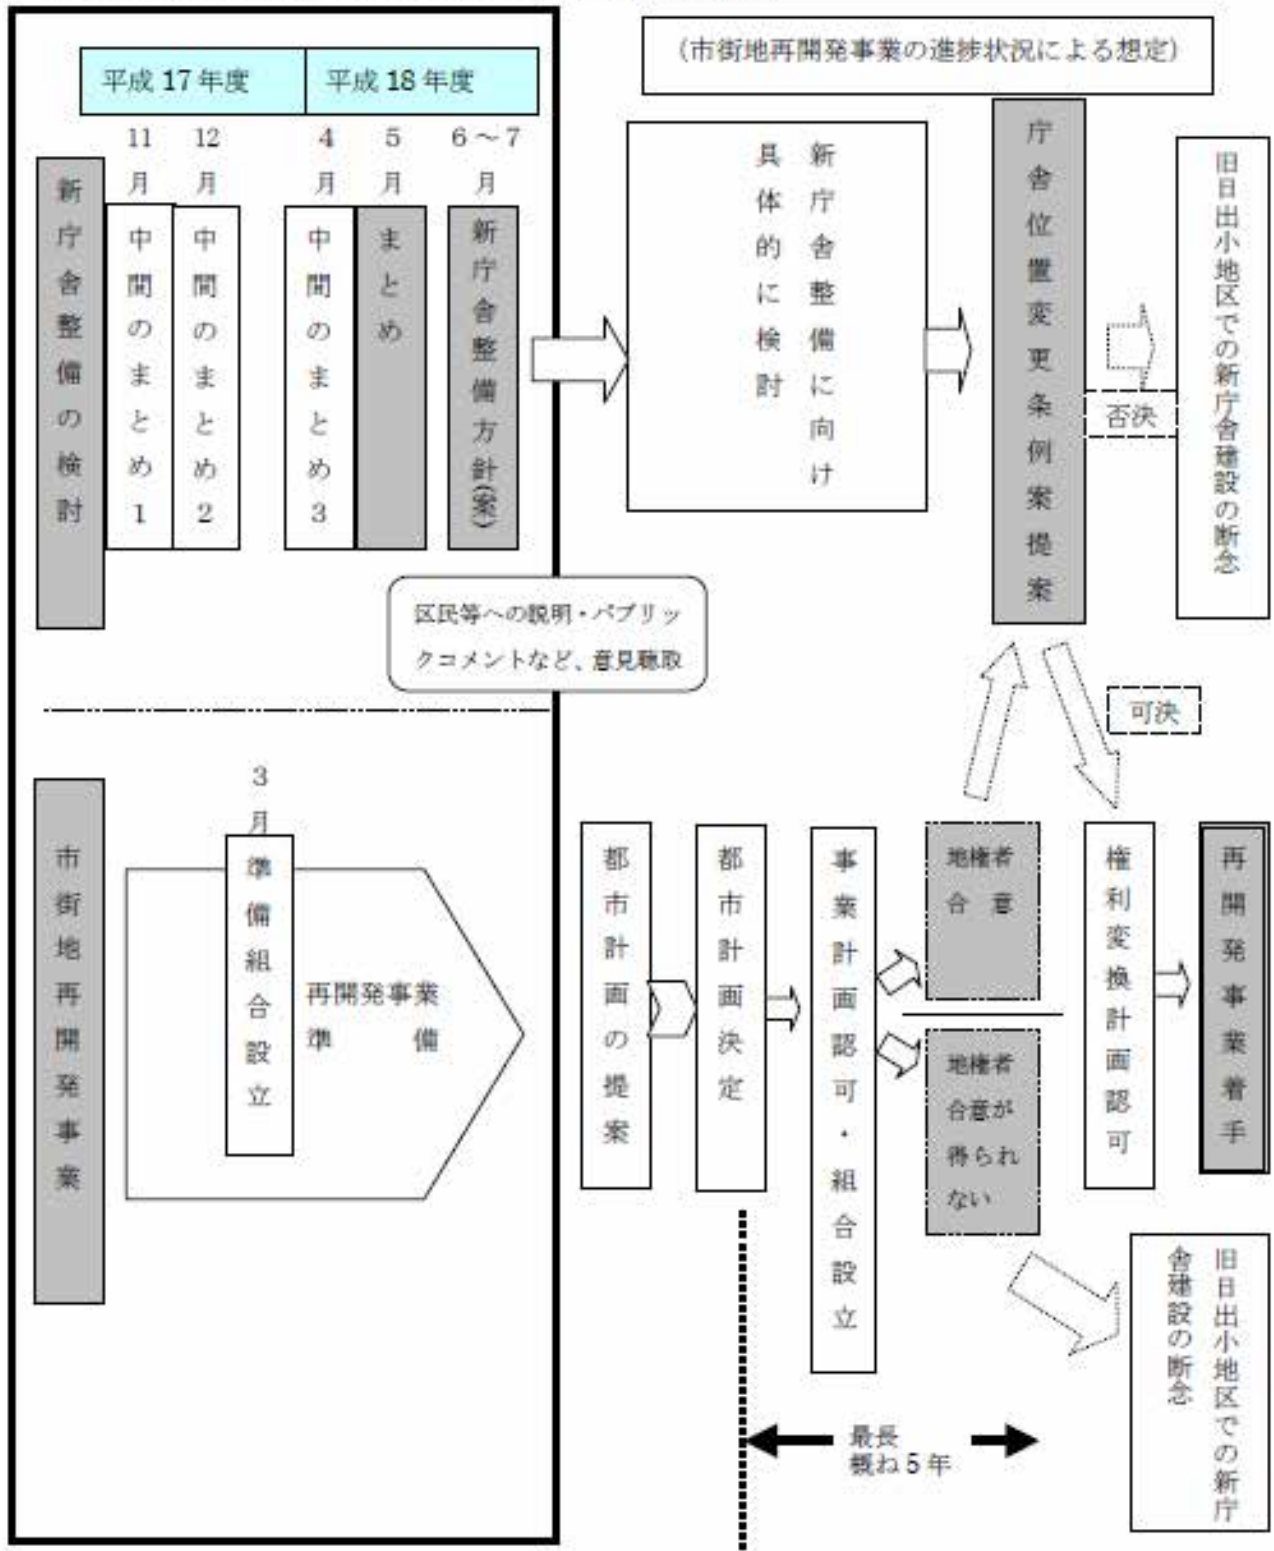 (市街地再開発事業の進捗状況による想定)
平成 17 年度
平成 18 年度
11月
12月
4月
5月
6～7月
新庁舎整備の検討
中間のまとめ1
中間のまとめ2
中間のまとめ3
まとめ
新庁舎整備方針(案)
新庁舎整備に向け
具体的に検討
庁舎位置変更条例案提案
否決
旧日出小地区での新庁舎建設の断念
区民等への説明・パブリッ
クコメントなど、意見聴取
可決
市街地再開発事業
3月
準備組合設立
再開発事業
準備
都市計画の提案
都市計画決定
事業計画認可・組合設立
地権者
合意
地権者
合意が
得られ
ない
権利変換計画認可
再開発事業着手
旧日出小地区での新庁
舎建設の断念
最長
概ね5年